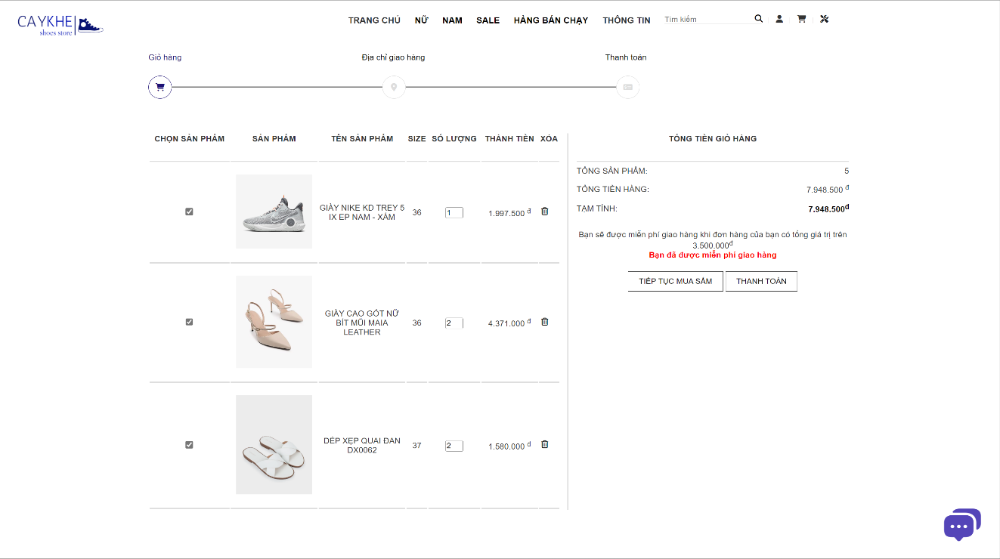 CAYKHE
shoes store
TRANG CHỦ NỮ NAM SALE HÀNG BÁN CHẠY THÔNG TIN Tìm kiếm
Giỏ hàng Địa chỉ giao hàng Thanh toán
CHỌN SẢN PHẨM SẢN PHẨM TÊN SẢN PHẨM SIZE SỐ LƯỢNG THÀNH TIỀN XÓA
GIÀY NIKE KD TREY 5
IX EP NAM - XÁM
36 1 1.997.500 đ
GIÀY CAO GÓT NỮ
BÍT MŨI MAIA
LEATHER
36 2 4.371.000 đ
DÉP XẸP QUAI ĐAN
DX0062
37 2 1.580.000 đ
TỔNG TIỀN GIỎ HÀNG
TỔNG SẢN PHẨM: 5
TỔNG TIỀN HÀNG: 7.948.500 đ
TẠM TÍNH: 7.948.500đ
Bạn sẽ được miễn phí giao hàng khi đơn hàng của bạn có tổng giá trị trên
3.500.000đ
Bạn đã được miễn phí giao hàng
TIẾP TỤC MUA SẮM THANH TOÁN